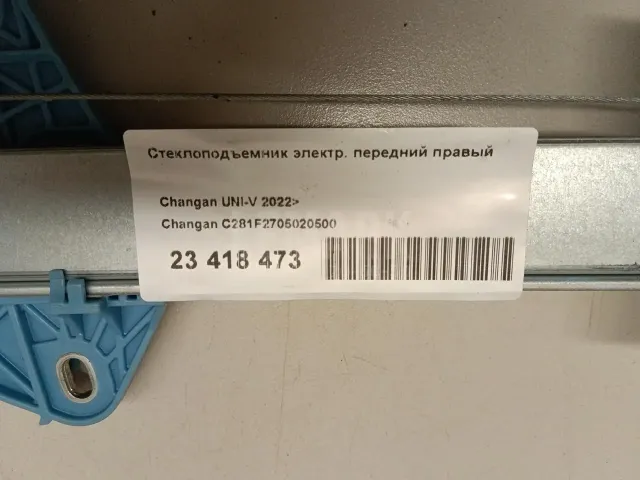 Стеклоподъемник электр. передний правый
Changan UNI-V 2022>
Changan C281F2705020500
23 418 473